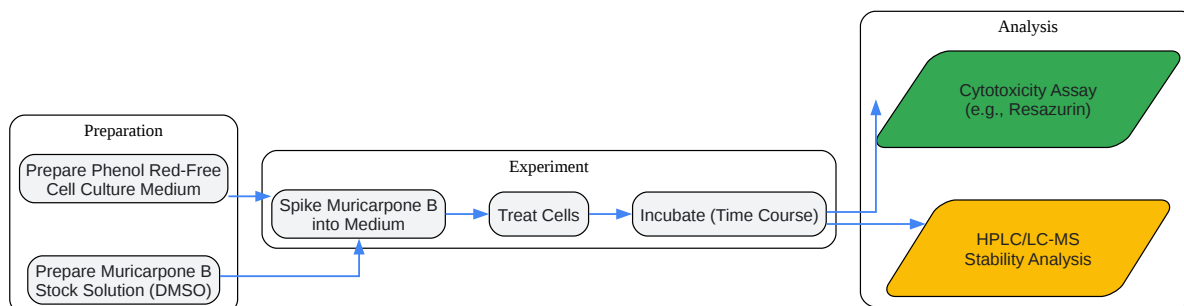 Preparation
Prepare Phenol Red-Free
Cell Culture Medium
Prepare Muricarpone B
Stock Solution (DMSO)
Experiment
Spike Muricarpone B
into Medium
Treat Cells
Incubate (Time Course)
Analysis
Cytotoxicity Assay
(e.g., Resazurin)
HPLC/LC-MS
Stability Analysis